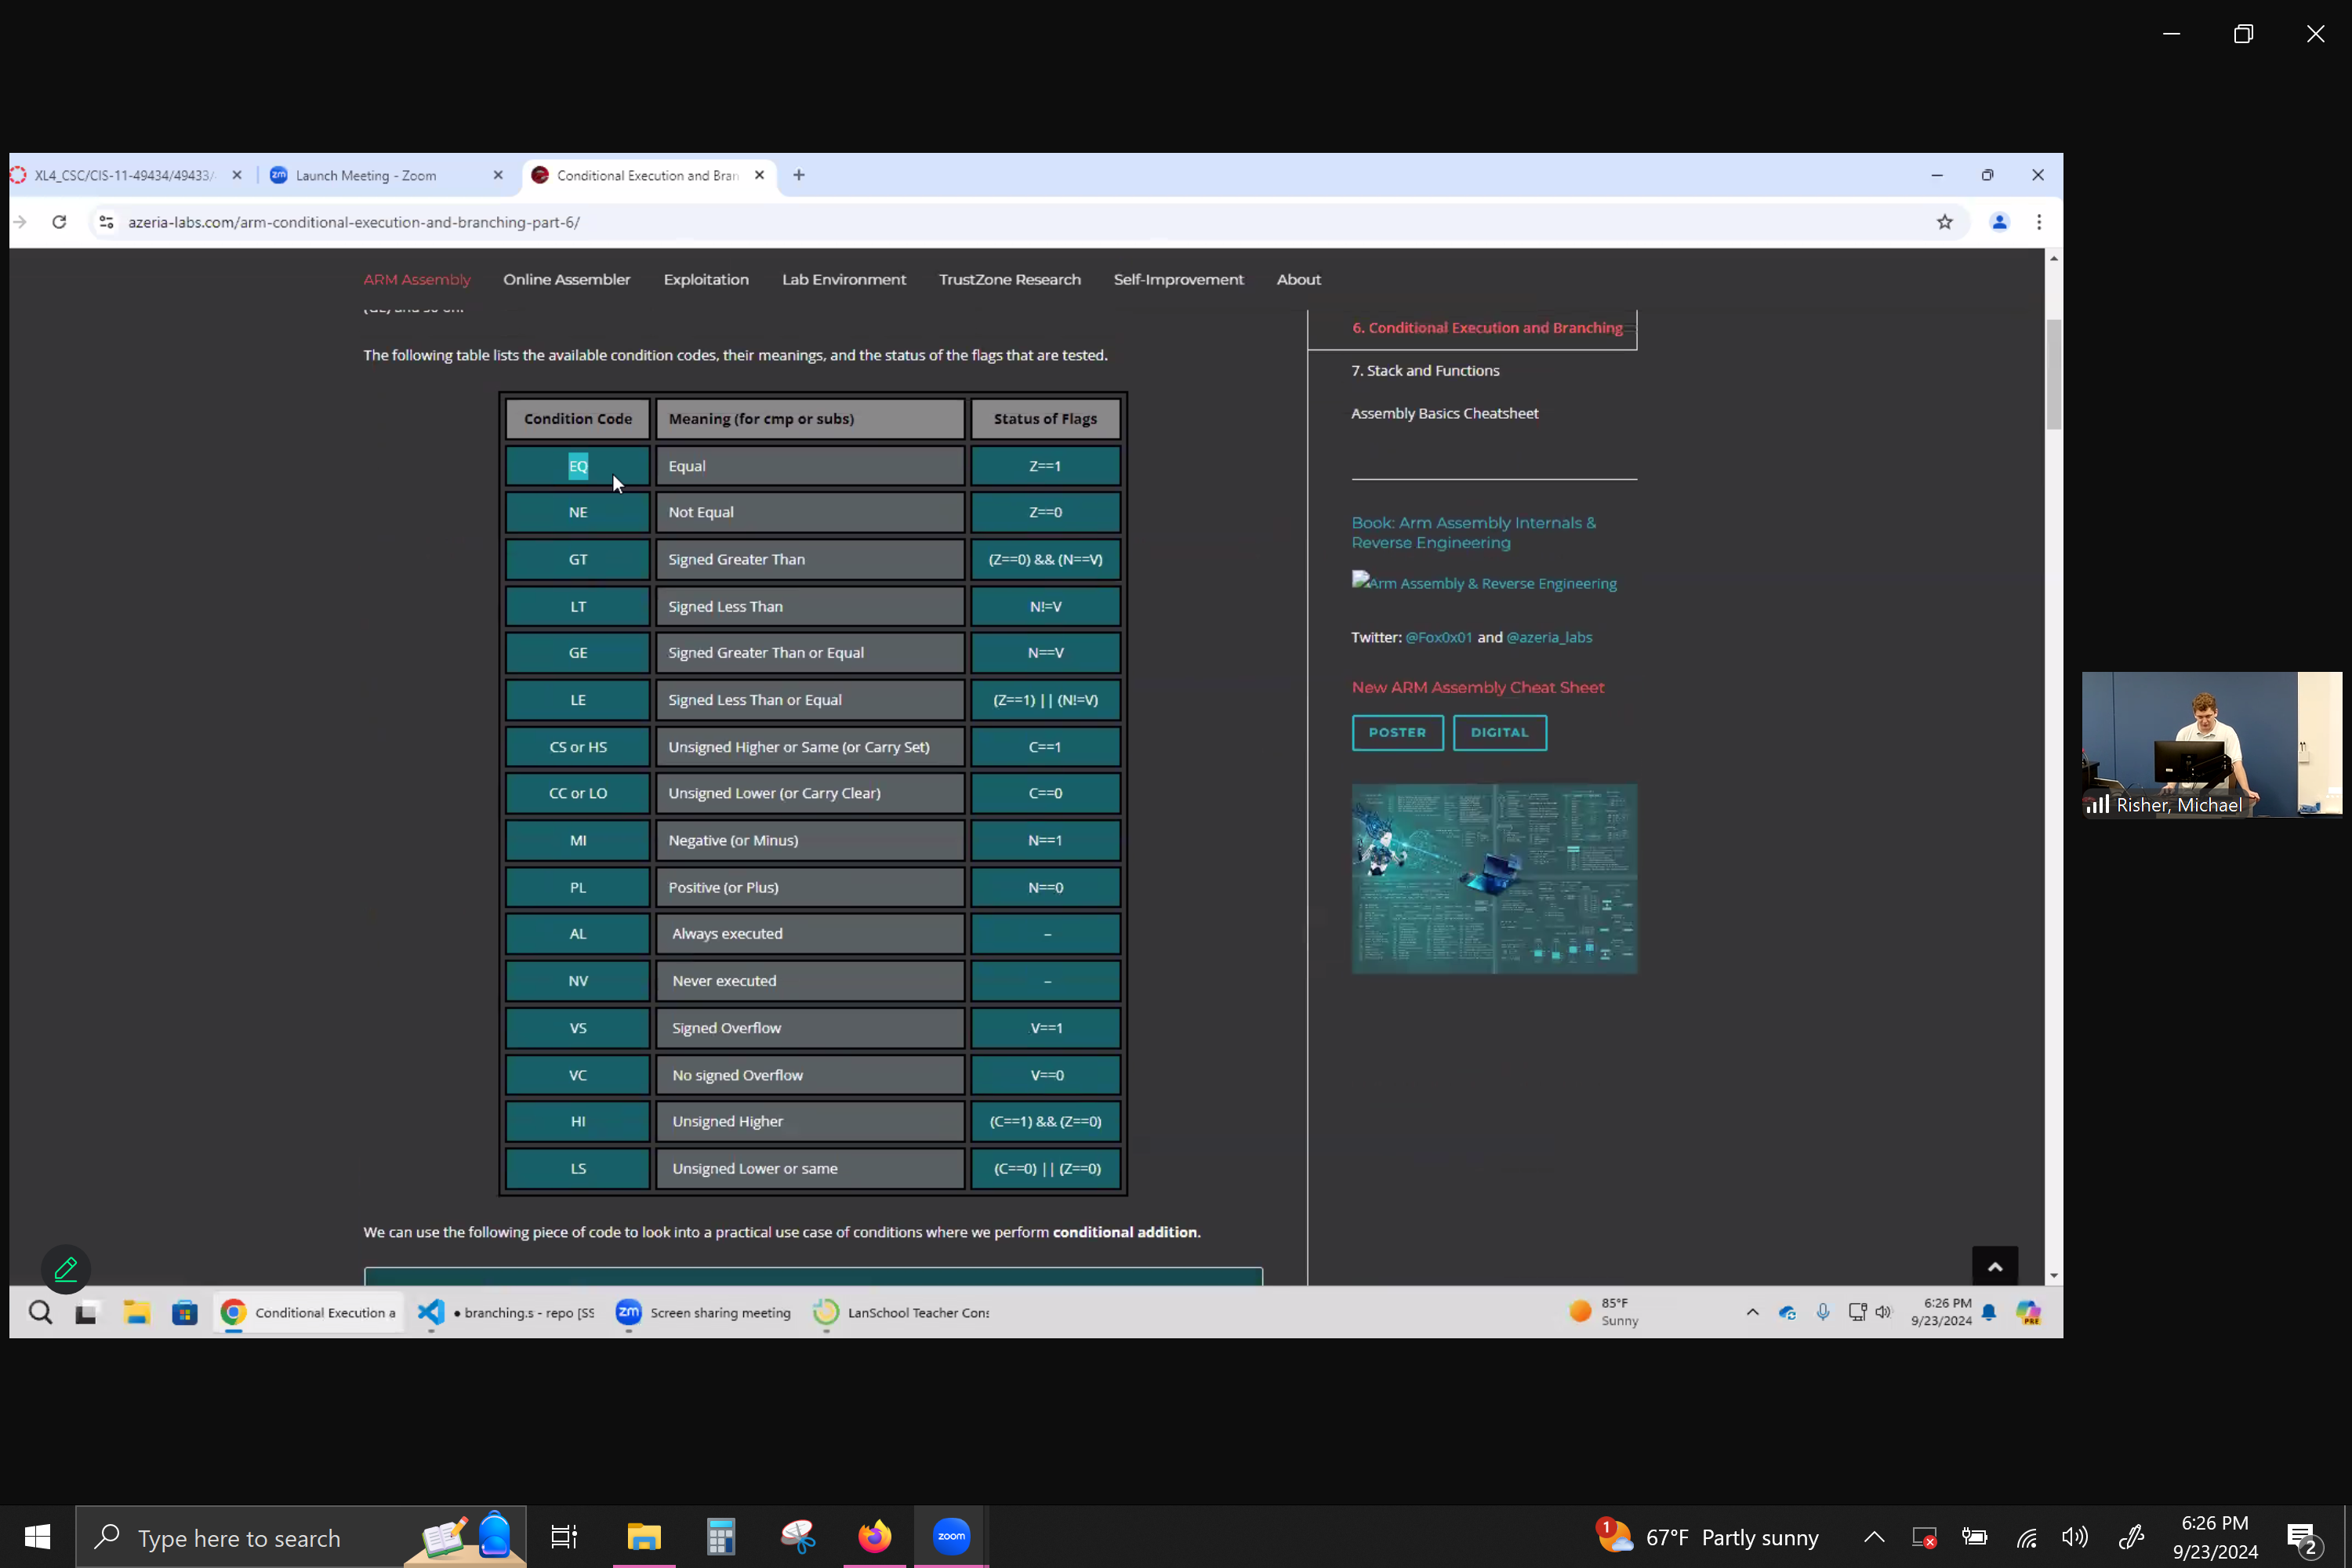 XL4_CSC/CIS-11-49434/49433/
Launch Meeting - Zoom
Conditional Execution and Bran
azeria-labs.com/arm-conditional-execution-and-branching-part-6/
ARM Assembly Online Assembler Exploitation Lab Environment TrustZone Research Self-Improvement About
The following table lists the available condition codes, their meanings, and the status of the flags that are tested.
Condition Code Meaning (for cmp or subs) Status of Flags
EQ Equal Z==1
NE Not Equal Z==0
GT Signed Greater Than (Z==0) && (N==V)
LT Signed Less Than N!=V
GE Signed Greater Than or Equal N==V
LE Signed Less Than or Equal (Z==1) || (N!=V)
CS or HS Unsigned Higher or Same (or Carry Set) C==1
CC or LO Unsigned Lower (or Carry Clear) C==0
MI Negative (or Minus) N==1
PL Positive (or Plus) N==0
AL Always executed –
NV Never executed –
VS Signed Overflow V==1
VC No signed Overflow V==0
HI Unsigned Higher (C==1) && (Z==0)
LS Unsigned Lower or same (C==0) || (Z==0)
We can use the following piece of code to look into a practical use case of conditions where we perform conditional addition.
6. Conditional Execution and Branching
7. Stack and Functions
Assembly Basics Cheatsheet
Book: Arm Assembly Internals &
Reverse Engineering
Arm Assembly & Reverse Engineering
Twitter: @Fox0x01 and @azeria_labs
New ARM Assembly Cheat Sheet
POSTER DIGITAL
Risher, Michael
Conditional Execution a
• branching.s - repo [SS
zm Screen sharing meeting
LanSchool Teacher Cons
85°F
Sunny
PRE
6:26 PM
9/23/2024
Type here to search
zoom
1
67°F Partly sunny
6:26 PM
9/23/2024
2